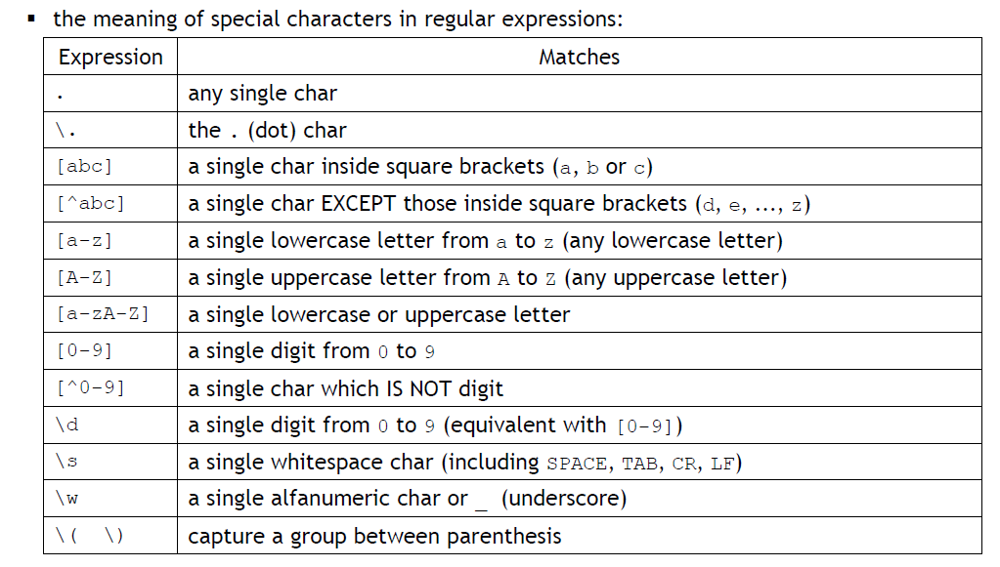 ▪ the meaning of special characters in regular expressions:
Expression Matches
. any single char
\. the . (dot) char
[abc] a single char inside square brackets (a, b or c)
[^abc] a single char EXCEPT those inside square brackets (d, e, ..., z)
[a-z] a single lowercase letter from a to z (any lowercase letter)
[A-Z] a single uppercase letter from A to Z (any uppercase letter)
[a-zA-Z] a single lowercase or uppercase letter
[0-9] a single digit from 0 to 9
[^0-9] a single char which IS NOT digit
\d a single digit from 0 to 9 (equivalent with [0-9])
\s a single whitespace char (including SPACE, TAB, CR, LF)
\w a single alfanumeric char or _ (underscore)
\( \) capture a group between parenthesis